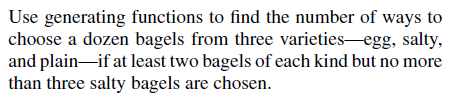 Use generating functions to find the number of ways to
choose a dozen bagels from three varieties—egg, salty,
and plain—if at least two bagels of each kind but no more
than three salty bagels are chosen.